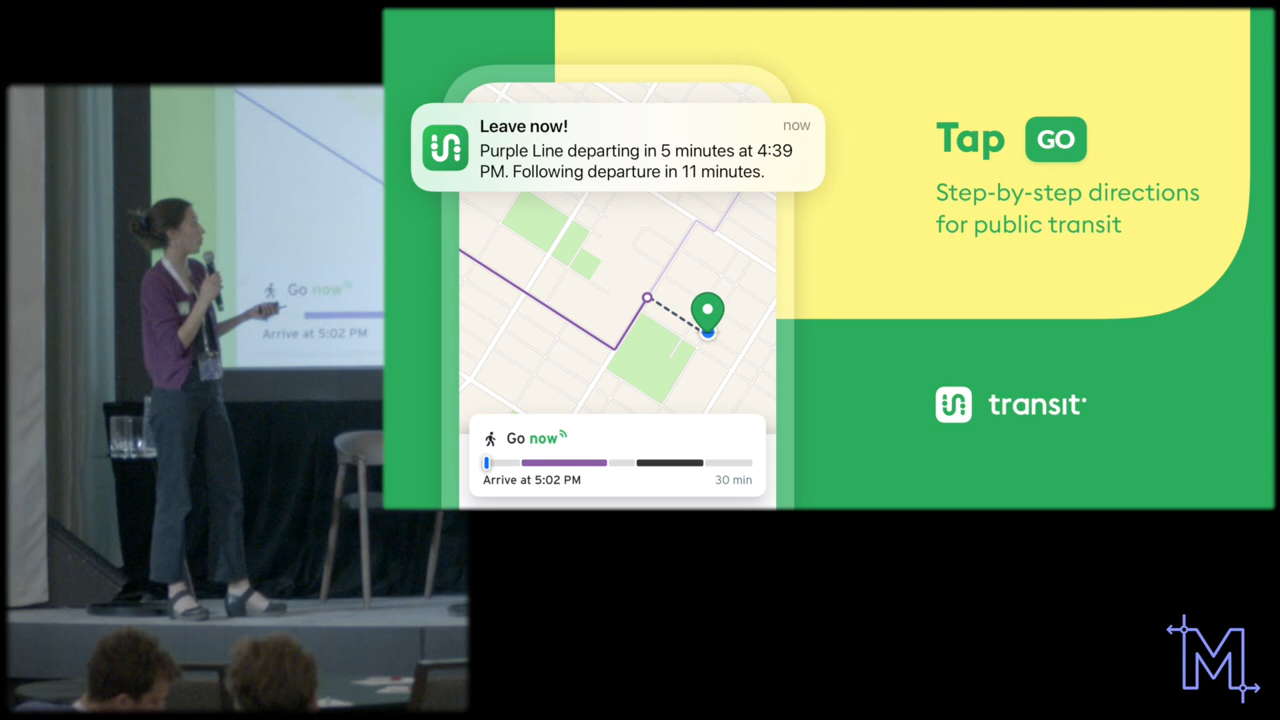 Leave now!
now
Purple Line departing in 5 minutes at 4:39
PM. Following departure in 11 minutes.
Go now
Arrive at 5:02 PM
30 min
Tap GO
Step-by-step directions
for public transit
transit
Go now
Arrive at 5:02 PM
M